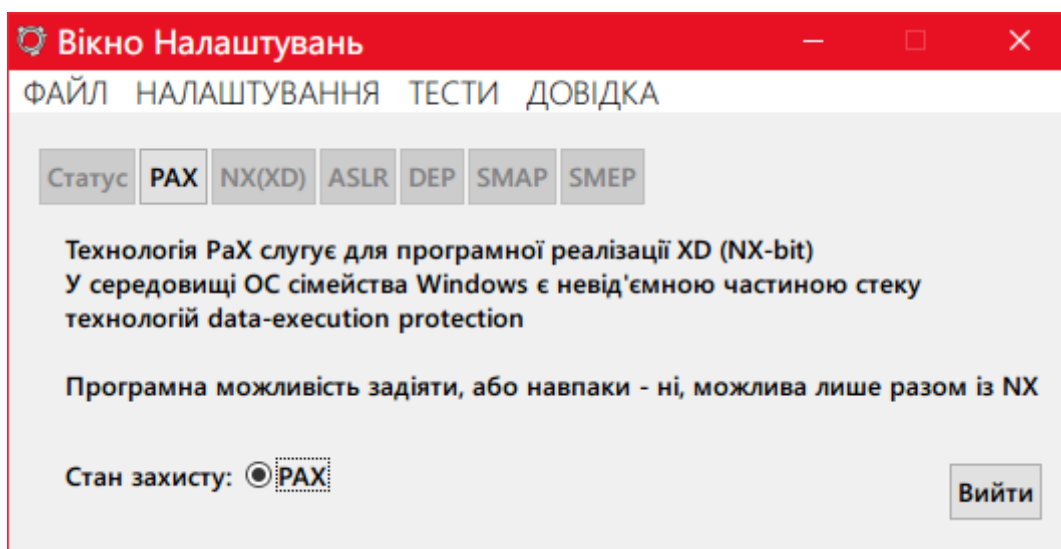 Вікно Налаштувань
ФАЙЛ НАЛАШТУВАННЯ ТЕСТИ ДОВІДКА
Статус PAX NX(XD) ASLR DEP SMAP SMEP
Технологія PaX слугує для програмної реалізації XD (NX-bit)
У середовищі ОС сімейства Windows є невід'ємною частиною стеку
технологій data-execution protection
Програмна можливість задіяти, або навпаки - ні, можлива лише разом із NX
Стан захисту: PAX
Вийти